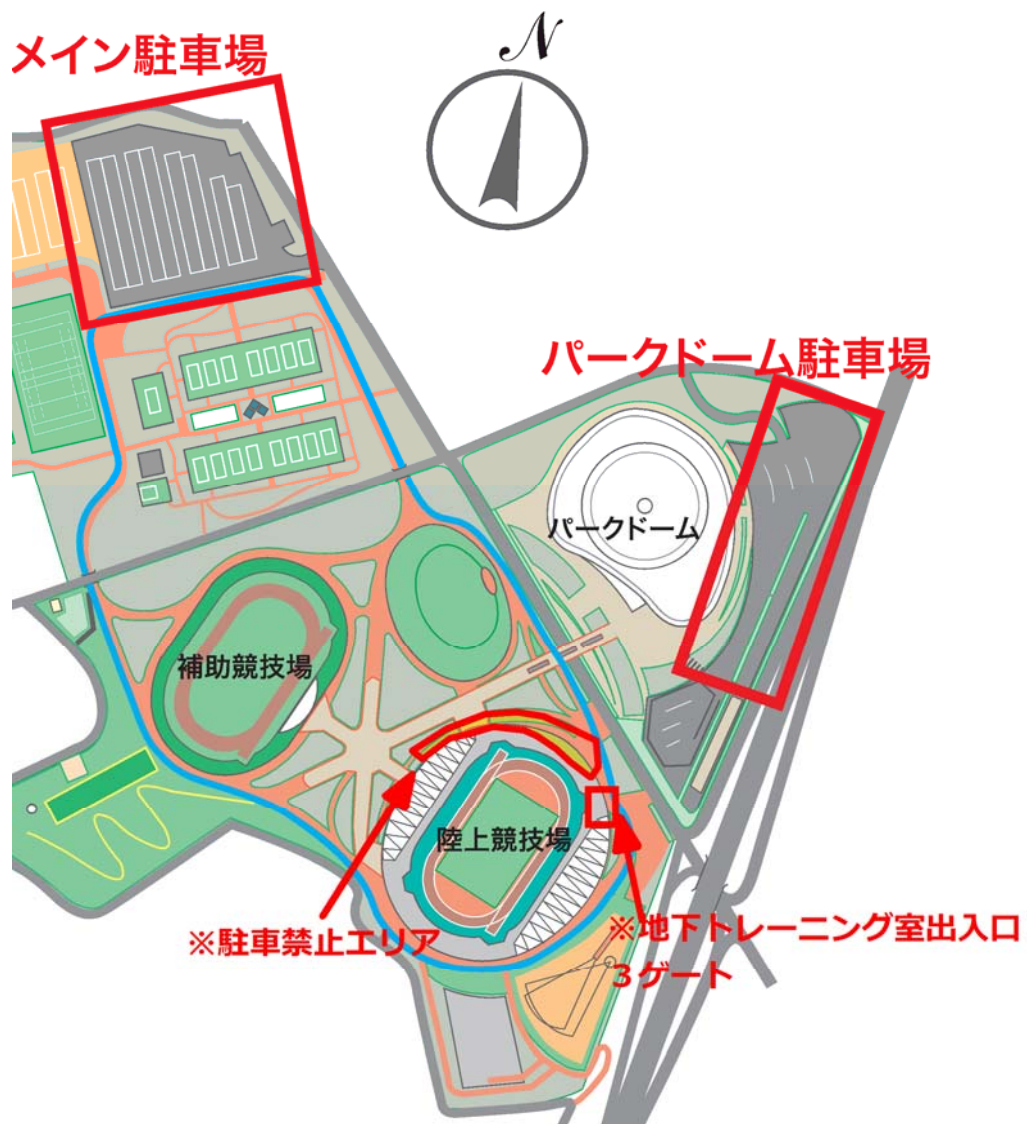 N
メイン駐車場
パークドーム駐車場
パークドーム
補助競技場
陸上競技場
※駐車禁止エリア
※地下トレーニング室出入口
３ゲート